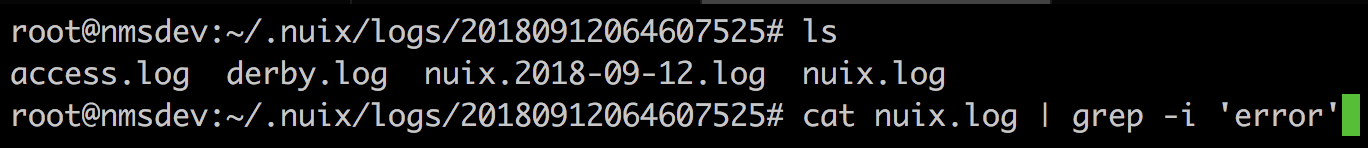 root@nmsdev:~/.nuix/logs/20180912064607525# ls
access.log  derby.log  nuix.2018-09-12.log  nuix.log
root@nmsdev:~/.nuix/logs/20180912064607525# cat nuix.log | grep -i 'error'